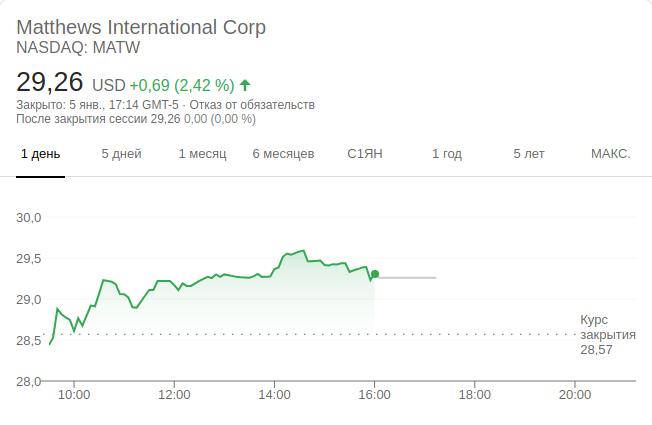 Matthews International Corp
NASDAQ: MATW
29,26 USD +0,69 (2,42 %)
Закрыто: 5 янв., 17:14 GMT-5 · Отказ от обязательств
После закрытия сессии 29,26 0,00 (0,00 %)
1 день 5 дней 1 месяц 6 месяцев С1ЯН 1 год 5 лет МАКС.
30,0
29,5
29,0
28,5
28,0
Курс
закрытия
28,57
10:00 12:00 14:00 16:00 18:00 20:00